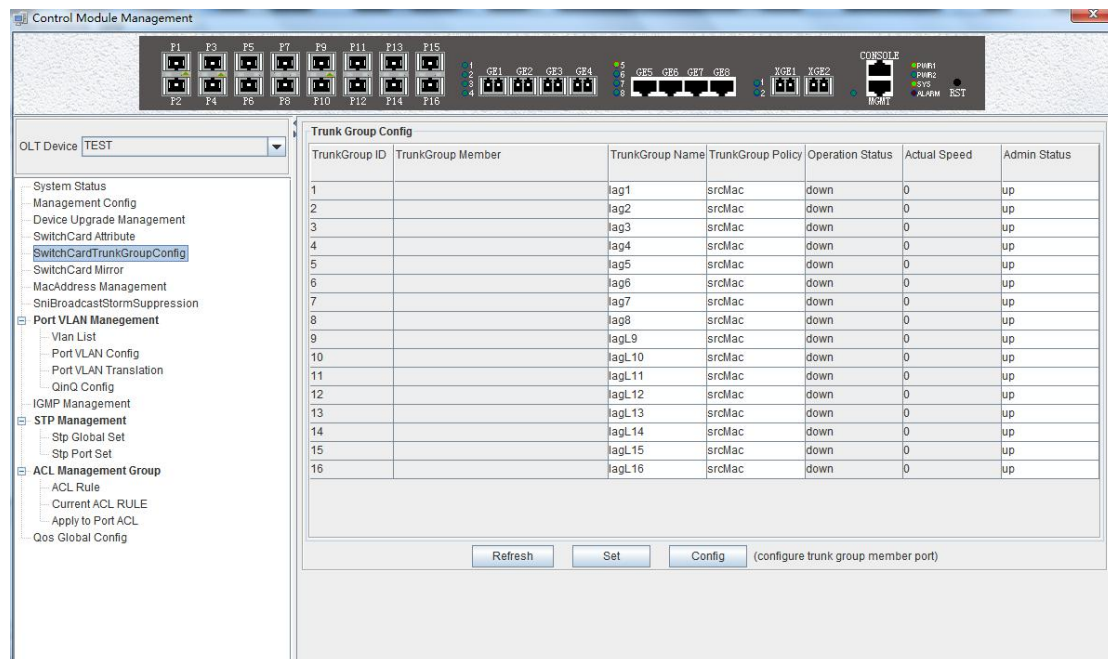 Control Module Management
P1 P3 P5 P7 P9 P11 P13 P15
P2 P4 P6 P8 P10 P12 P14 P16
1
2
3
4
GE1 GE2 GE3 GE4
5
6
7
8
GE5 GE6 GE7 GE8
1
2
XGE1 XGE2
CONSOLE
MGMT
PWR1
PWR2
SYS
ALARM
RST
OLT Device TEST
System Status
Management Config
Device Upgrade Management
SwitchCard Attribute
SwitchCardTrunkGroupConfig
SwitchCard Mirror
MacAddress Management
SniBroadcastStormSuppression
Port VLAN Manegement
Vlan List
Port VLAN Config
Port VLAN Translation
QinQ Config
IGMP Management
STP Management
Stp Global Set
Stp Port Set
ACL Management Group
ACL Rule
Current ACL RULE
Apply to Port ACL
Qos Global Config
Trunk Group Config
TrunkGroup ID TrunkGroup Member TrunkGroup Name TrunkGroup Policy Operation Status Actual Speed Admin Status
1 lag1 srcMac down 0 up
2 lag2 srcMac down 0 up
3 lag3 srcMac down 0 up
4 lag4 srcMac down 0 up
5 lag5 srcMac down 0 up
6 lag6 srcMac down 0 up
7 lag7 srcMac down 0 up
8 lag8 srcMac down 0 up
9 lagL9 srcMac down 0 up
10 lagL10 srcMac down 0 up
11 lagL11 srcMac down 0 up
12 lagL12 srcMac down 0 up
13 lagL13 srcMac down 0 up
14 lagL14 srcMac down 0 up
15 lagL15 srcMac down 0 up
16 lagL16 srcMac down 0 up
Refresh Set Config (configure trunk group member port)